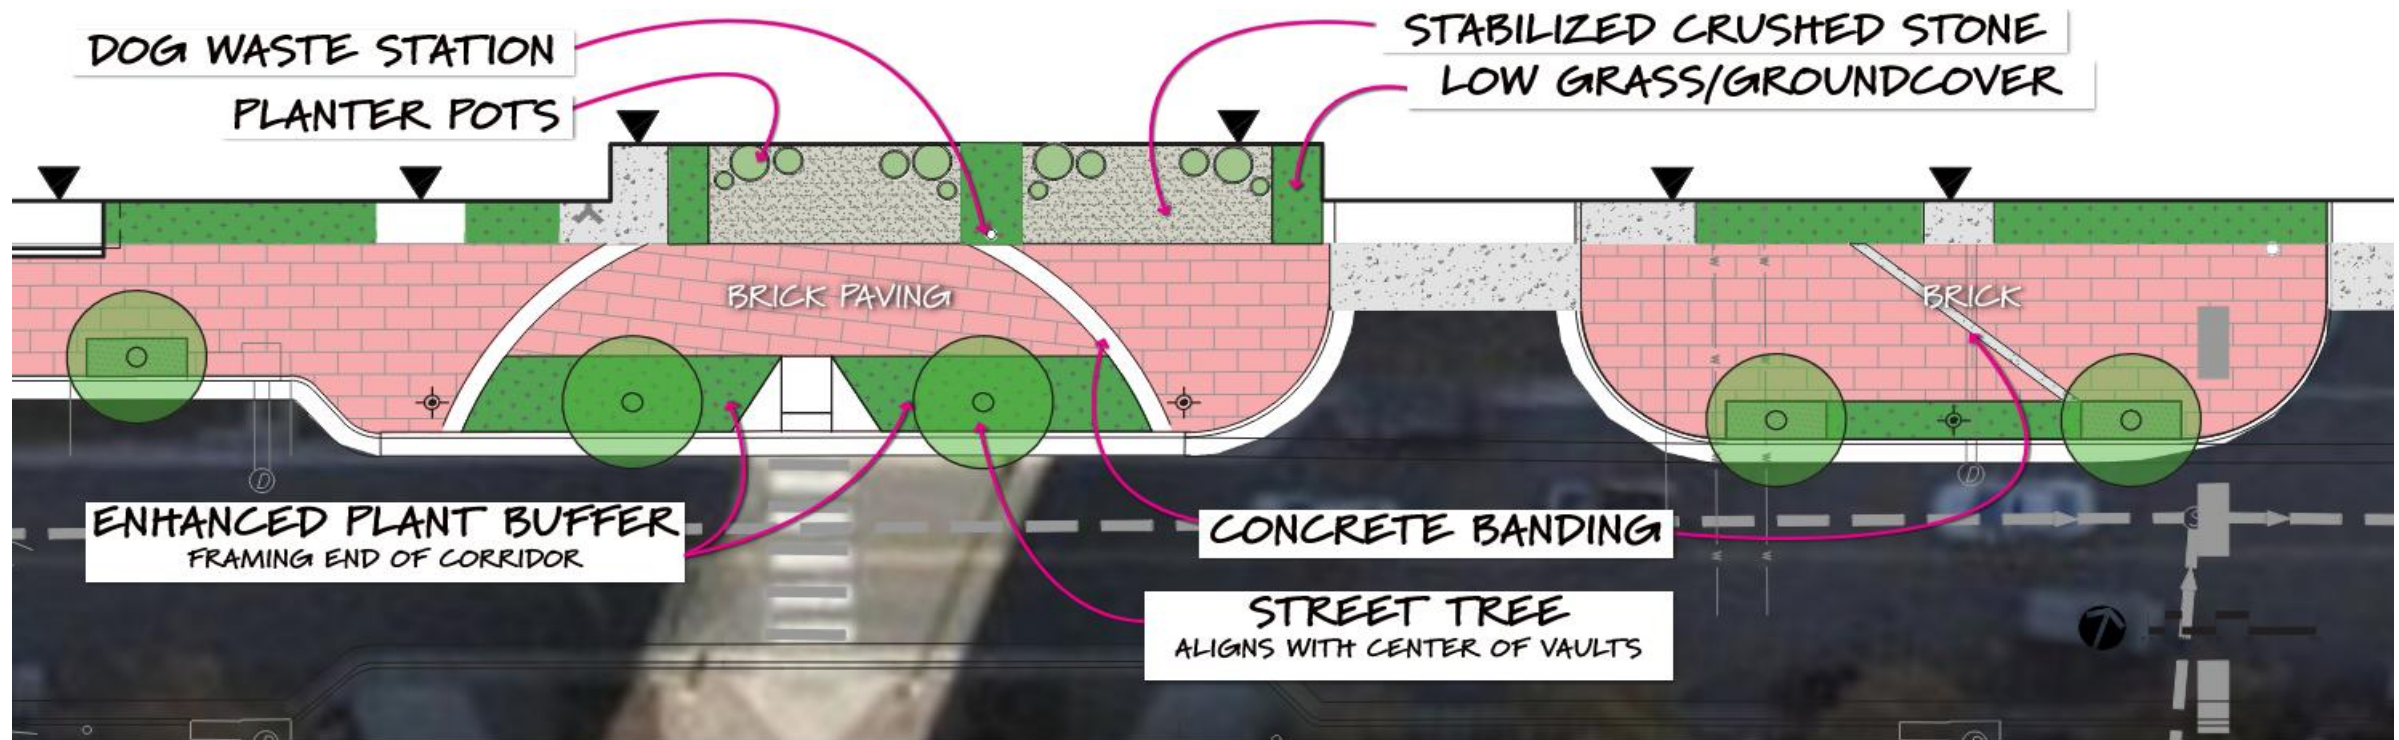 DOG WASTE STATION
PLANTER POTS
STABILIZED CRUSHED STONE
LOW GRASS/GROUNDCOVER
BRICK PAVING
BRICK
W W
W W
D
D
ENHANCED PLANT BUFFER
FRAMING END OF CORRIDOR
CONCRETE BANDING
W W
S
W W
STREET TREE
ALIGNS WITH CENTER OF VAULTS